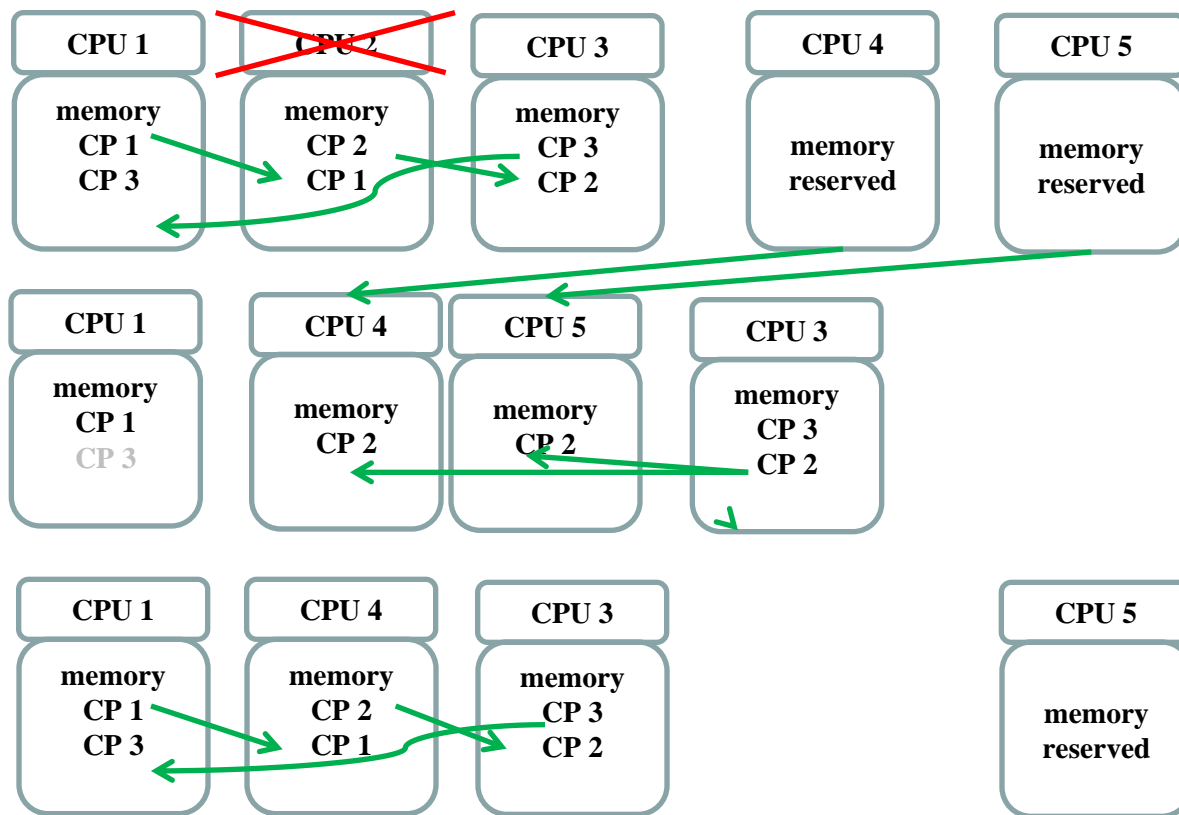 CPU 1
CPU 2
CPU 3
CPU 4
CPU 5
memory
CP 1
CP 3
memory
CP 2
CP 1
memory
CP 3
CP 2
memory
reserved
memory
reserved
CPU 1
CPU 4
CPU 5
CPU 3
memory
CP 1
CP 3
memory
CP 2
memory
CP 2
memory
CP 3
CP 2
CPU 1
CPU 4
CPU 3
CPU 5
memory
CP 1
CP 3
memory
CP 2
CP 1
memory
CP 3
CP 2
memory
reserved